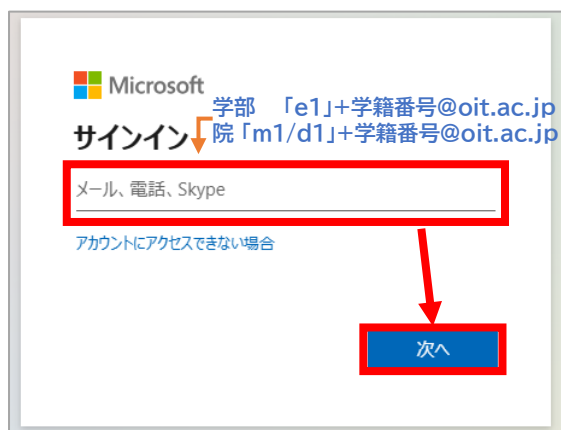 Microsoft
学部　「e1」+学籍番号@oit.ac.jp
サインイン
院「m1/d1」+学籍番号@oit.ac.jp
メール、電話、Skype
アカウントにアクセスできない場合
次へ